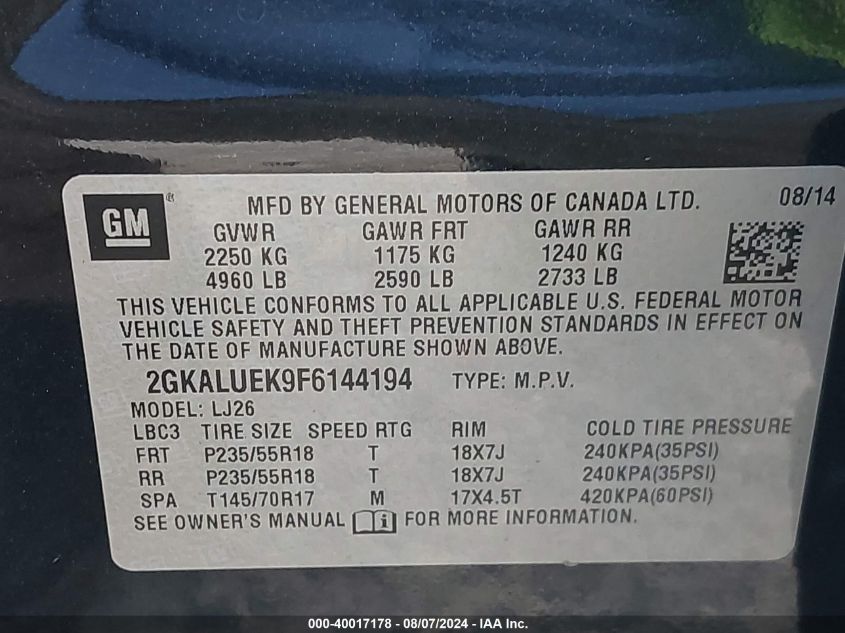 GM® MFD BY GENERAL MOTORS OF CANADA LTD. 08/14
GVWR GAWR FRT GAWR RR
2250 KG 1175 KG 1240 KG
4960 LB 2590 LB 2733 LB
THIS VEHICLE CONFORMS TO ALL APPLICABLE U.S. FEDERAL MOTOR
VEHICLE SAFETY AND THEFT PREVENTION STANDARDS IN EFFECT ON
THE DATE OF MANUFACTURE SHOWN ABOVE.
2GKALUEK9F6144194 TYPE: M.P.V.
MODEL: LJ26
LBC3 TIRE SIZE SPEED RTG RIM COLD TIRE PRESSURE
FRT P235/55R18 T 18X7J 240KPA(35PSI)
RR P235/55R18 T 18X7J 240KPA(35PSI)
SPA T145/70R17 M 17X4.5T 420KPA(60PSI)
SEE OWNER'S MANUAL i FOR MORE INFORMATION.
000-40017178 - 08/07/2024 - IAA Inc.